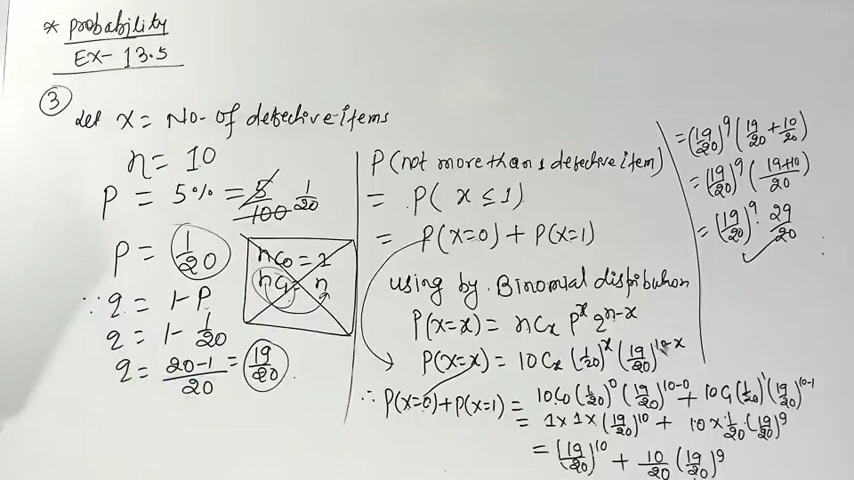 * Probability
Ex- 13.5
③
Let X = No- of defective items
n = 10
P = 5% = 5/100 1/20
P = 1/20
∵ q = 1-P
q = 1- 1/20
q = 20-1/20 = 19/20
nC0 = 1
nC1 = n
P(not more than 1 defective item)
= P( X ≤ 1)
= P(X=0) + P(X=1)
using by. Binomial distribution
P(X=x) = nCx P^x q^n-x
P(X=x) = 10Cx (1/20)^x (19/20)^10-x
∴ P(X=0)+P(X=1) = 10C0 (1/20)^0 (19/20)^10-0 + 10C1 (1/20)^1 (19/20)^10-1
= 1×1×(19/20)^10 + 10×1/20·(19/20)^9
= (19/20)^10 + 10/20 (19/20)^9
= (19/20)^9 (19/20 + 10/20)
= (19/20)^9 (19+10/20)
= (19/20)^9 · 29/20